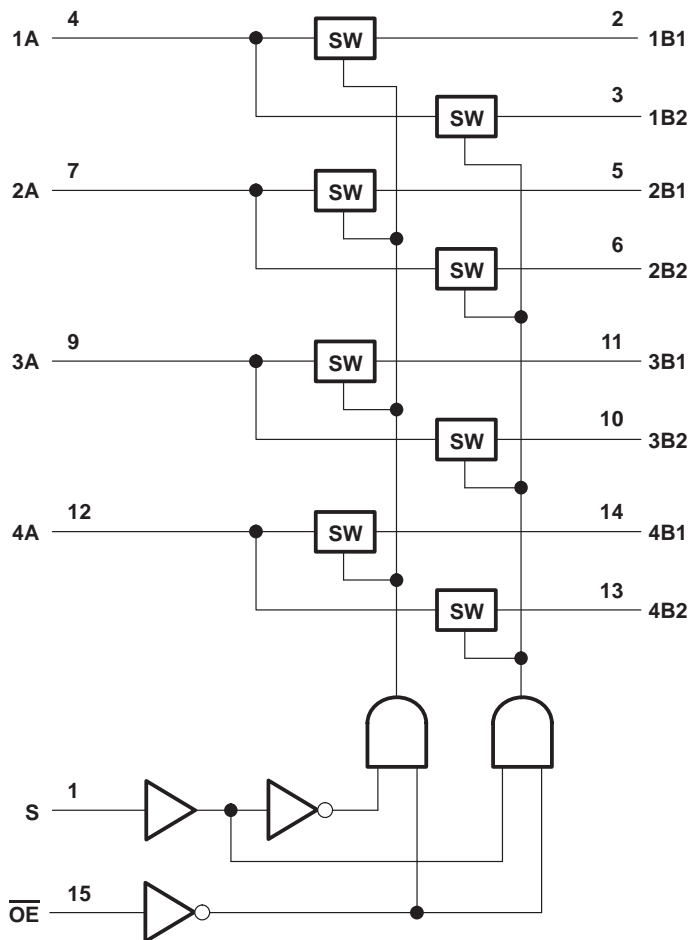 1A 4 SW 2 1B1
SW 3 1B2
2A 7 SW 5 2B1
SW 6 2B2
3A 9 SW 11 3B1
SW 10 3B2
4A 12 SW 14 4B1
SW 13 4B2
S 1
O̅E̅ 15